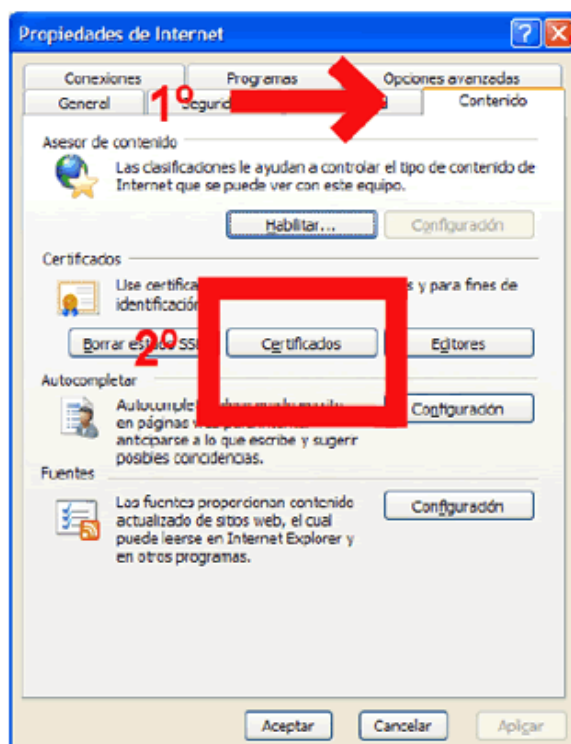 Propiedades de Internet
Conexiones Programas Opciones avanzadas
General 1º Contenido
Asesor de contenido
Las clasificaciones le ayudan a controlar el tipo de contenido de
Internet que se puede ver con este equipo.
Habilitar... Configuración
Certificados
Use y para fines de
2º
Certificados Editores
Autocompletar
en páginas
anticiparse a lo que escribe y sugerir
posibles coincidencias.
Configuración
Fuentes
Las fuentes proporcionan contenido
actualizado de sitios web, el cual
puede leerse en Internet Explorer y
en otros programas.
Configuración
Aceptar Cancelar Aplicar